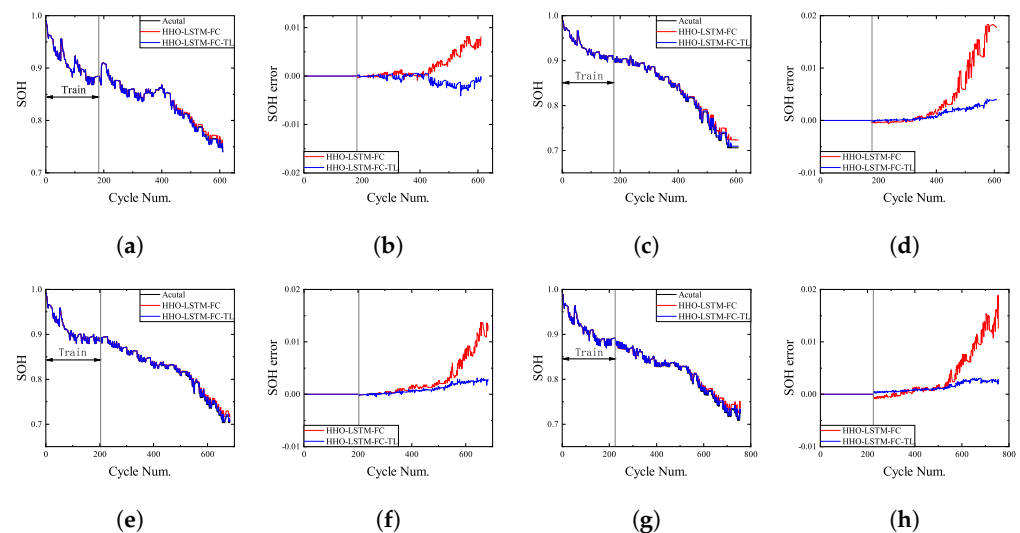 1.0
0.9
0.8
0.7
SOH
Acutal
HHO-LSTM-FC
HHO-LSTM-FC-TL
Train
0 200 400 600
Cycle Num.
(a)
0.01
0.00
-0.01
-0.02
SOH error
HHO-LSTM-FC
HHO-LSTM-FC-TL
0 200 400 600
Cycle Num.
(b)
1.0
0.9
0.8
0.7
SOH
Acutal
HHO-LSTM-FC
HHO-LSTM-FC-TL
Train
0 200 400 600
Cycle Num.
(c)
0.02
0.01
0.00
-0.01
SOH error
HHO-LSTM-FC
HHO-LSTM-FC-TL
0 200 400 600
Cycle Num.
(d)
1.0
0.9
0.8
0.7
SOH
Acutal
HHO-LSTM-FC
HHO-LSTM-FC-TL
Train
0 200 400 600
Cycle Num.
(e)
0.02
0.01
0.00
-0.01
SOH error
HHO-LSTM-FC
HHO-LSTM-FC-TL
0 200 400 600
Cycle Num.
(f)
1.0
0.9
0.8
0.7
SOH
Acutal
HHO-LSTM-FC
HHO-LSTM-FC-TL
Train
0 200 400 600 800
Cycle Num.
(g)
0.02
0.01
0.00
-0.01
SOH error
HHO-LSTM-FC
HHO-LSTM-FC-TL
0 200 400 600 800
Cycle Num.
(h)